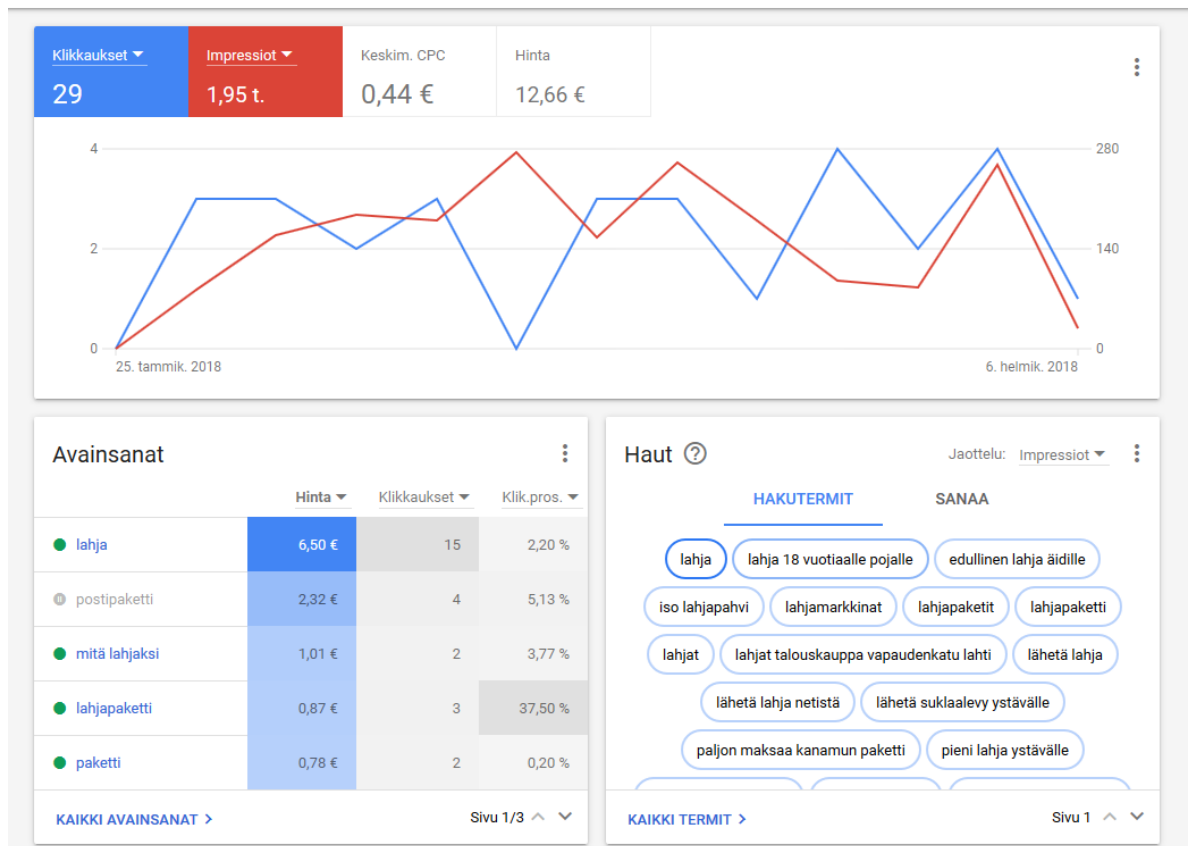 Klikkaukset Impressiot Keskim. CPC Hinta
29 1,95 t. 0,44 € 12,66 €
4 280
2 140
0 0
25. tammik. 2018 6. helmik. 2018
Avainsanat
Hinta Klikkaukset Klik.pros.
lahja 6,50 € 15 2,20 %
postipaketti 2,32 € 4 5,13 %
mitä lahjaksi 1,01 € 2 3,77 %
lahjapaketti 0,87 € 3 37,50 %
paketti 0,78 € 2 0,20 %
KAIKKI AVAINSANAT Sivu 1/3
Haut ? Jaottelu: Impressiot
HAKUTERMIT SANAA
lahja lahja 18 vuotiaalle pojalle edullinen lahja äidille
iso lahjapahvi lahjamarkkinat lahjapaketit lahjapaketti
lahjat lahjat talouskauppa vapaudenkatu lahti lähetä lahja
lähetä lahja netistä lähetä suklaalevy ystävälle
paljon maksaa kanamun paketti pieni lahja ystävälle
KAIKKI TERMIT Sivu 1